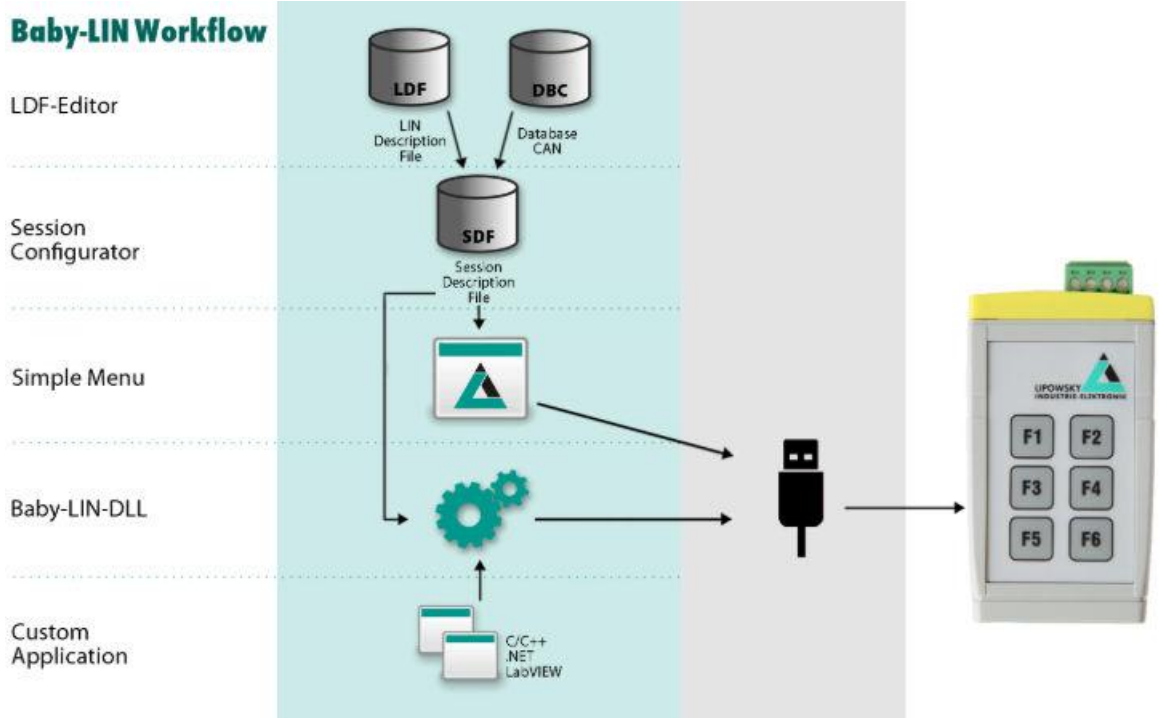 Baby-LIN Workflow
LDF-Editor
LDF
DBC
LIN
Description
File
Database
CAN
Session
Configurator
SDF
Session
Description
File
Simple Menu
Baby-LIN-DLL
Custom
Application
C/C++
.NET
LabVIEW
LIPOWSKY
INDUSTRIE-ELEKTRONIK
F1 F2
F3 F4
F5 F6